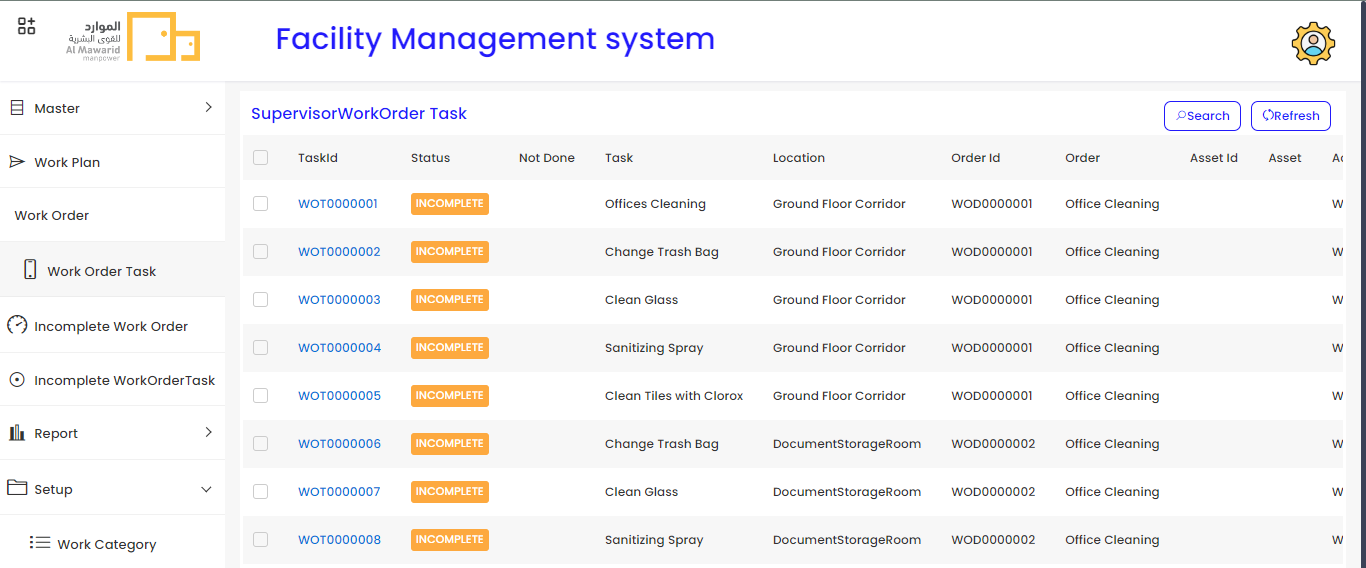 الموارد
للقوى البشرية
Al Mawarid
manpower
Facility Management system
Master
Work Plan
Work Order
Work Order Task
Incomplete Work Order
Incomplete WorkOrderTask
Report
Setup
Work Category
SupervisorWorkOrder Task
Search Refresh
TaskId Status Not Done Task Location Order Id Order Asset Id Asset
WOT0000001 INCOMPLETE Offices Cleaning Ground Floor Corridor WOD0000001 Office Cleaning W
WOT0000002 INCOMPLETE Change Trash Bag Ground Floor Corridor WOD0000001 Office Cleaning W
WOT0000003 INCOMPLETE Clean Glass Ground Floor Corridor WOD0000001 Office Cleaning W
WOT0000004 INCOMPLETE Sanitizing Spray Ground Floor Corridor WOD0000001 Office Cleaning W
WOT0000005 INCOMPLETE Clean Tiles with Clorox Ground Floor Corridor WOD0000001 Office Cleaning W
WOT0000006 INCOMPLETE Change Trash Bag DocumentStorageRoom WOD0000002 Office Cleaning W
WOT0000007 INCOMPLETE Clean Glass DocumentStorageRoom WOD0000002 Office Cleaning W
WOT0000008 INCOMPLETE Sanitizing Spray DocumentStorageRoom WOD0000002 Office Cleaning W